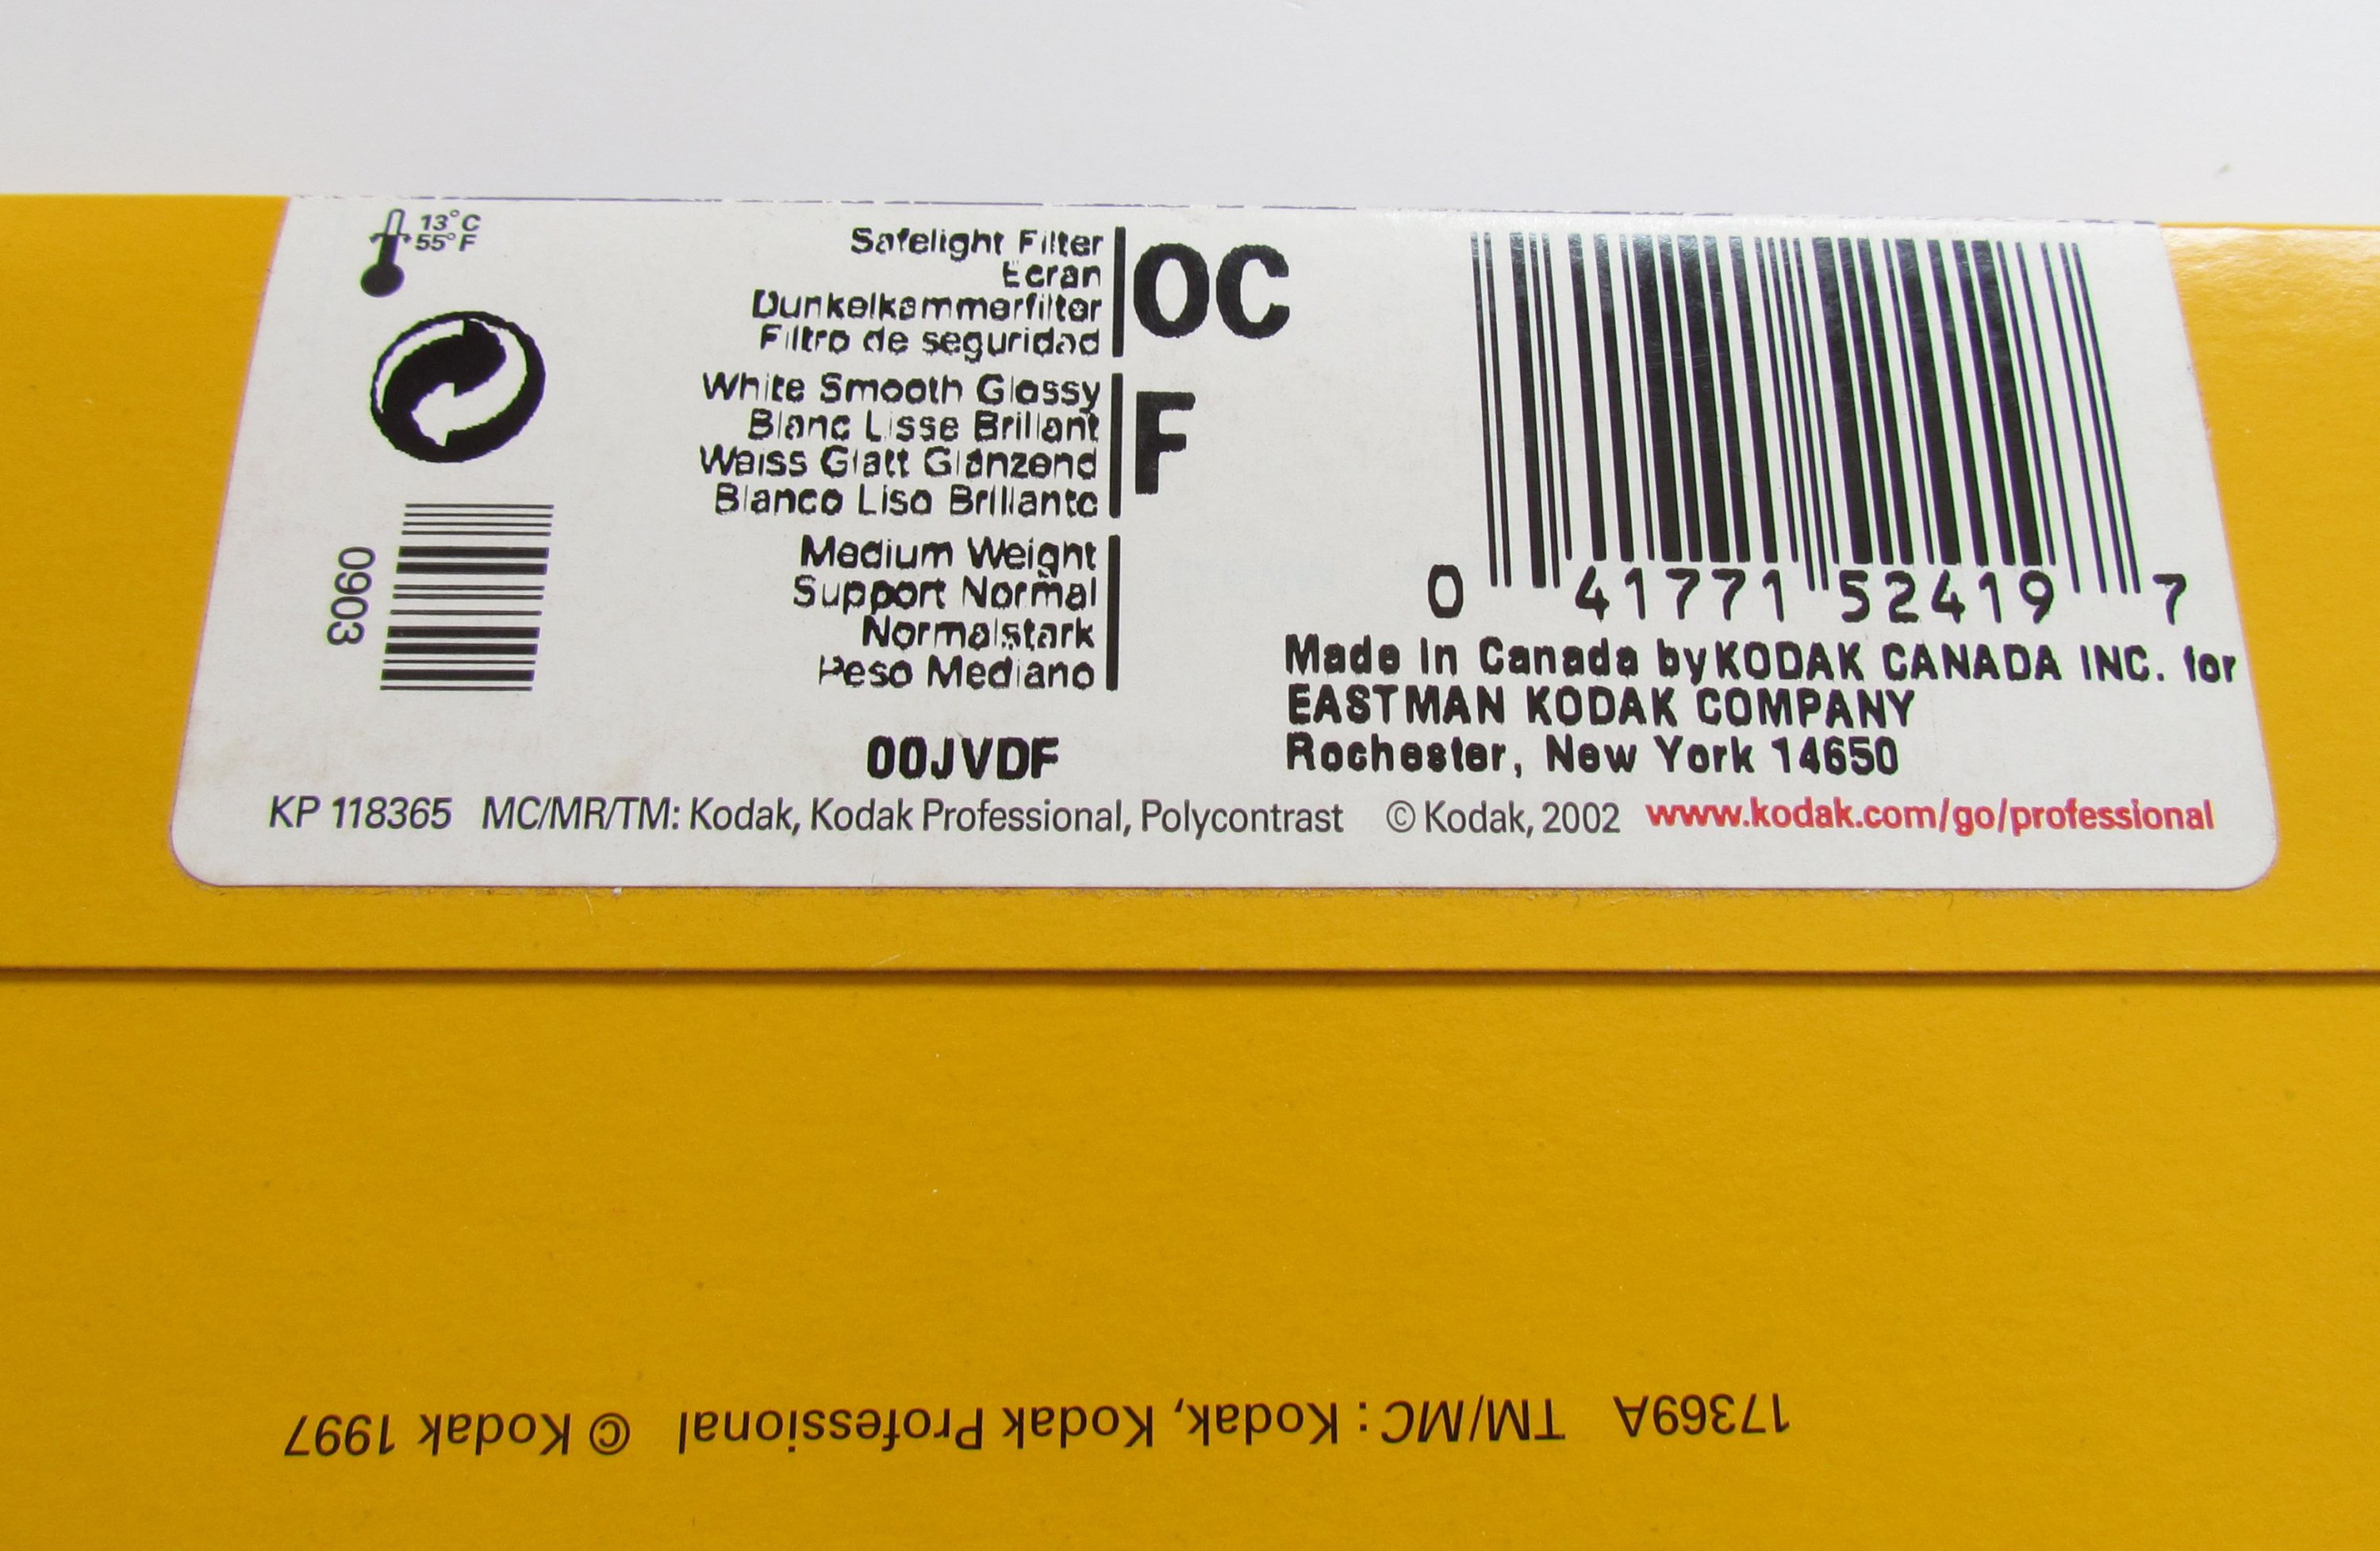 13°C
55°F
0903
Safelight Filter
Ecran
Dunkelkammerfilter
Filtro de seguridad
OC
White Smooth Glossy
Blanc Lisse Brillant
Weiss Glatt Glänzend
Blanco Liso Brillante
F
Medium Weight
Support Normal
Normalstark
Peso Mediano
00JVDF
0 41771 52419 7
Made in Canada by KODAK CANADA INC. for
EASTMAN KODAK COMPANY
Rochester, New York 14650
KP 118365 MC/MR/TM: Kodak, Kodak Professional, Polycontrast © Kodak, 2002 www.kodak.com/go/professional
17369A TM/MC: Kodak, Kodak Professional © Kodak 1997